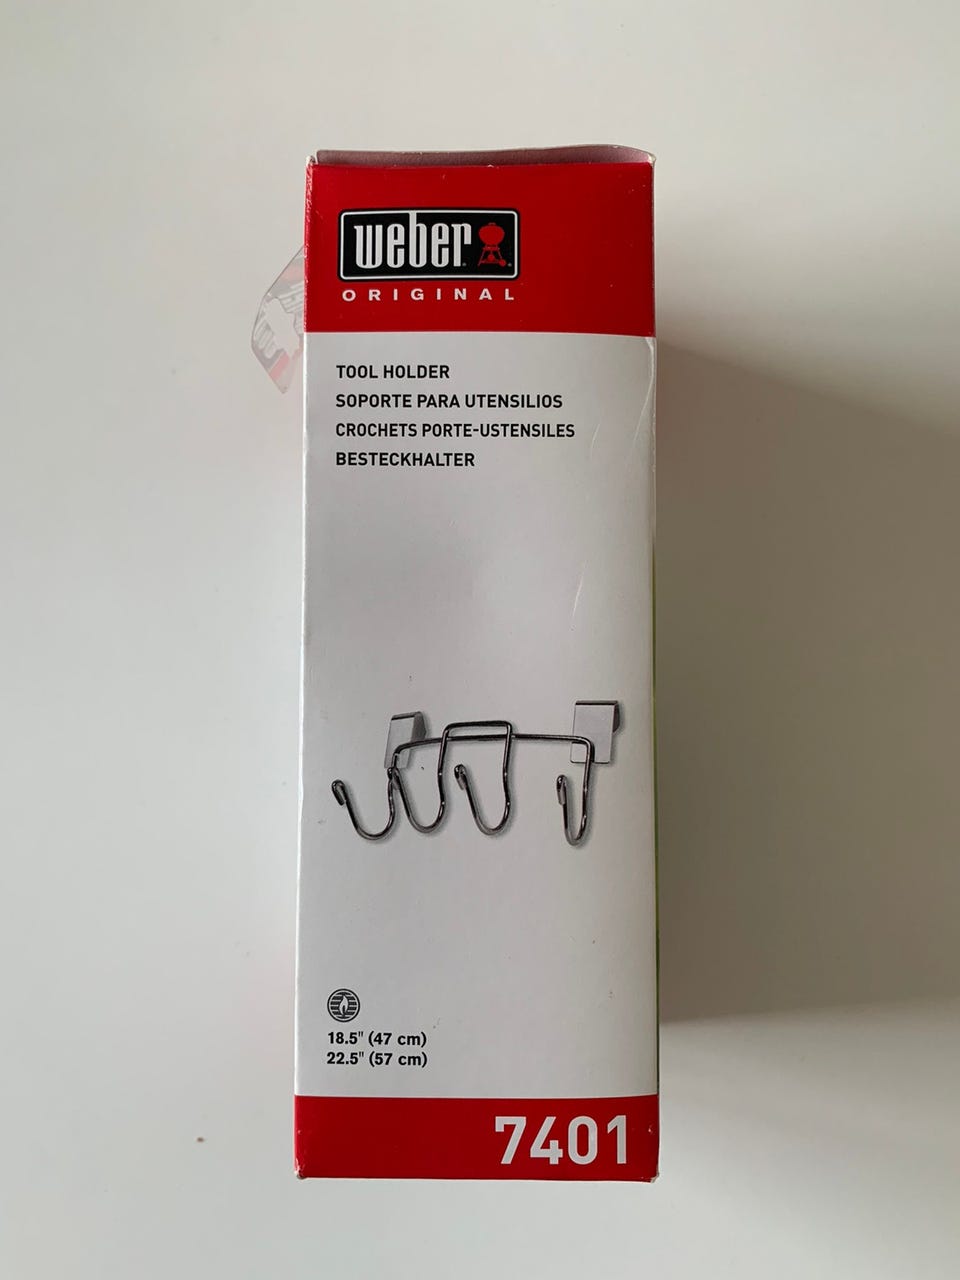 weber
ORIGINAL
TOOL HOLDER
SOPORTE PARA UTENSILIOS
CROCHETS PORTE-USTENSILES
BESTECKHALTER
18.5" (47 cm)
22.5" (57 cm)
7401